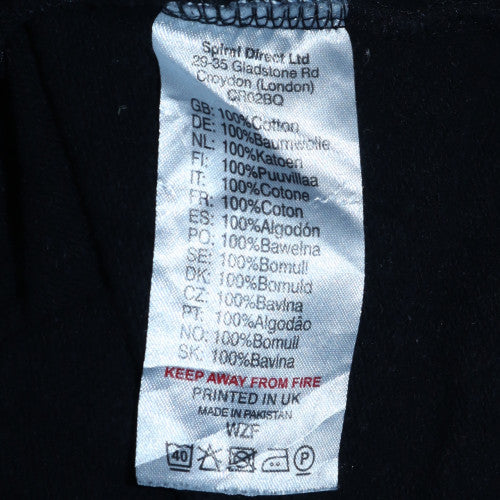 Spiral Direct Ltd
29-35 Gladstone Rd
Croydon (London)
CR02BQ
GB: 100%Cotton
DE: 100%Baumwolle
NL: 100%Katoen
FI: 100%Puuvillaa
IT: 100%Cotone
FR: 100%Coton
ES: 100%Algodón
PO: 100%Bawelna
SE: 100%Bomull
DK: 100%Bomuld
CZ: 100%Bavlna
PT: 100%Algodão
NO: 100%Bomull
SK: 100%Bavlna
KEEP AWAY FROM FIRE
PRINTED IN UK
MADE IN PAKISTAN
WZF
40 P